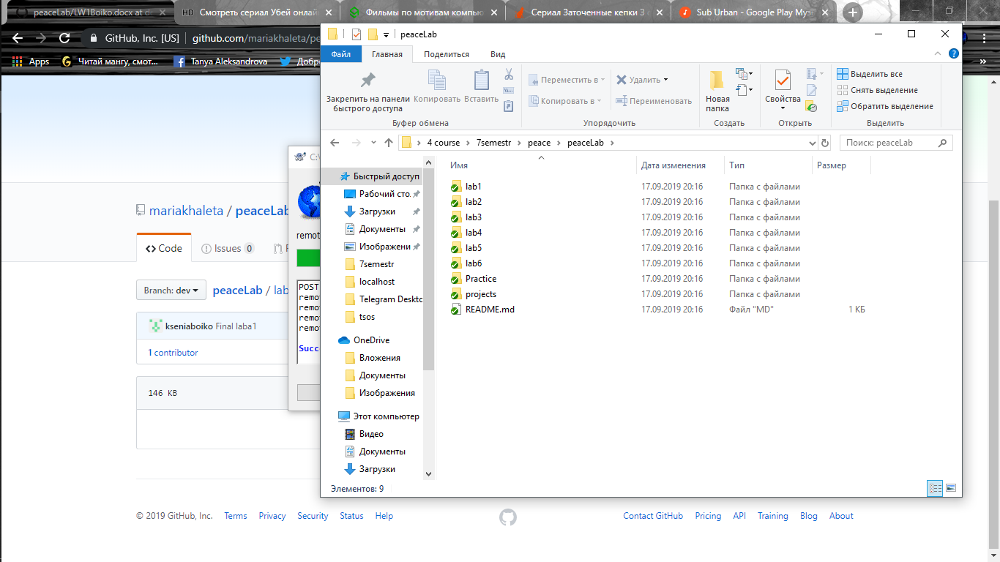 peaceLab/LW1Boiko.docx at d
Смотреть сериал Убей онлай
Фильмы по мотивам компь
Сериал Заточенные кепки 3 с
Sub Urban - Google Play Муз
GitHub, Inc. [US]
github.com/mariakhaleta/pe
Apps
Читай мангу, смот...
Tanya Aleksandrova
Добр
peaceLab
Файл
Главная
Поделиться
Вид
Закрепить на панели
быстрого доступа
Копировать
Вставить
Буфер обмена
Переместить в
Копировать в
Удалить
Переименовать
Упорядочить
Новая
папка
Создать
Свойства
Открыть
Выделить все
Снять выделение
Обратить выделение
Выделить
4 course
7semestr
peace
peaceLab
Поиск: peaceLab
Имя
Дата изменения
Тип
Размер
lab1 17.09.2019 20:16 Папка с файлами
lab2 17.09.2019 20:16 Папка с файлами
lab3 17.09.2019 20:16 Папка с файлами
lab4 17.09.2019 20:16 Папка с файлами
lab5 17.09.2019 20:16 Папка с файлами
lab6 17.09.2019 20:16 Папка с файлами
Practice 17.09.2019 20:16 Папка с файлами
projects 17.09.2019 20:16 Папка с файлами
README.md 17.09.2019 20:16 Файл "MD" 1 КБ
Быстрый доступ
Рабочий сто.
Загрузки
Документы
Изображени
7semestr
localhost
Telegram Deskto
tsos
OneDrive
Вложения
Документы
Изображения
Этот компьютер
Видео
Документы
Загрузки
Элементов: 9
C:\
remot
POST
remo
remo
remo
remo
Succ
mariakhaleta / peaceLab
Code
Issues 0
Branch: dev
peaceLab / lab
kseniaboiko Final laba1
1 contributor
146 KB
© 2019 GitHub, Inc.
Terms
Privacy
Security
Status
Help
Contact GitHub
Pricing
API
Training
Blog
About